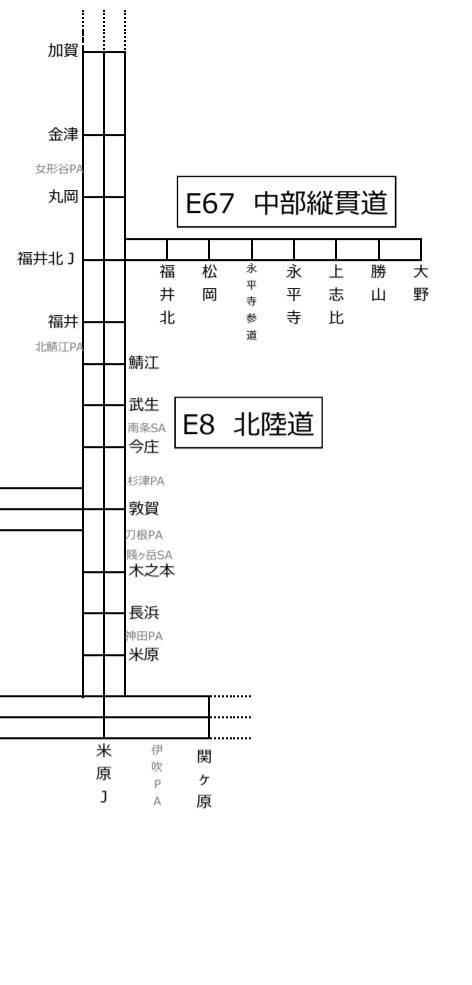 加賀
金津
女形谷PA
丸岡
E67 中部縦貫道
福井北J
福井北
松岡
永平寺参道
永平寺
上志比
勝山
大野
福井
北鯖江PA
鯖江
武生
E8 北陸道
南条SA
今庄
杉津PA
敦賀
刀根PA
賤ヶ岳SA
木之本
長浜
神田PA
米原
米原J
伊吹PA
関ヶ原